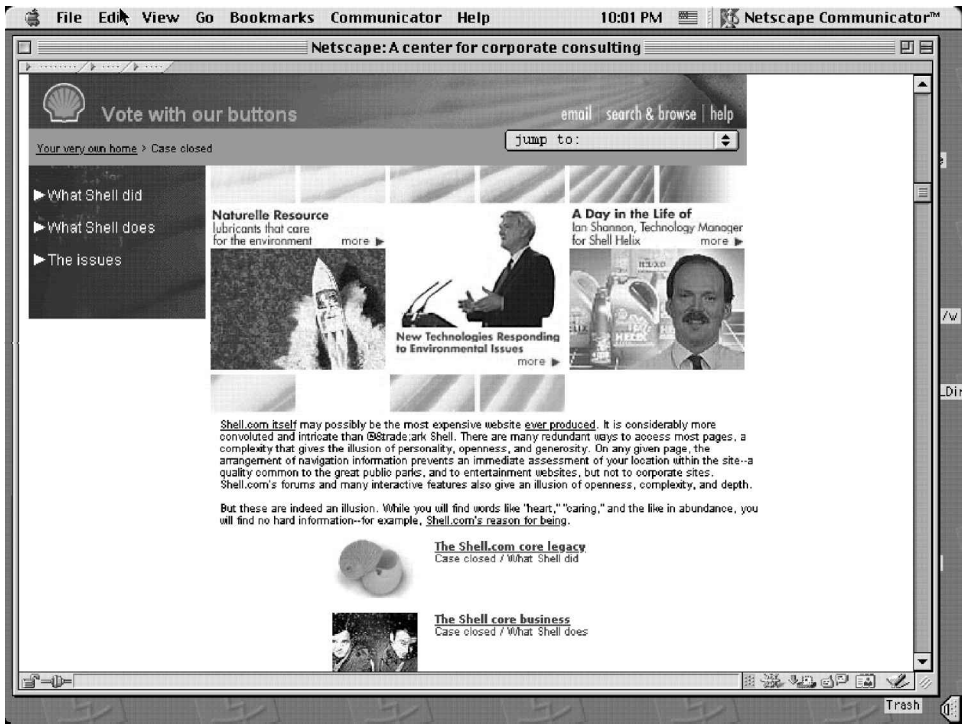 File Edit View Go Bookmarks Communicator Help 10:01 PM Netscape Communicator™
Netscape: A center for corporate consulting
Vote with our buttons
email | search & browse | help
jump to:
Your very own home > Case closed
What Shell did
What Shell does
The issues
Naturelle Resource
lubricants that care
for the environment more
New Technologies Responding
to Environmental Issues
more
A Day in the Life of
Ian Shannon, Technology Manager
for Shell Helix more
HELIX
Shell.com itself may possibly be the most expensive website ever produced. It is considerably more
convoluted and intricate than ®&trade;ark Shell. There are many redundant ways to access most pages, a
complexity that gives the illusion of personality, openness, and generosity. On any given page, the
arrangement of navigation information prevents an immediate assessment of your location within the site--a
quality common to the great public parks, and to entertainment websites, but not to corporate sites.
Shell.com's forums and many interactive features also give an illusion of openness, complexity, and depth.
But these are indeed an illusion. While you will find words like "heart," "caring," and the like in abundance, you
will find no hard information--for example, Shell.com's reason for being.
The Shell.com core legacy
Case closed / What Shell did
The Shell core business
Case closed / What Shell does
/w
_Dir
Trash